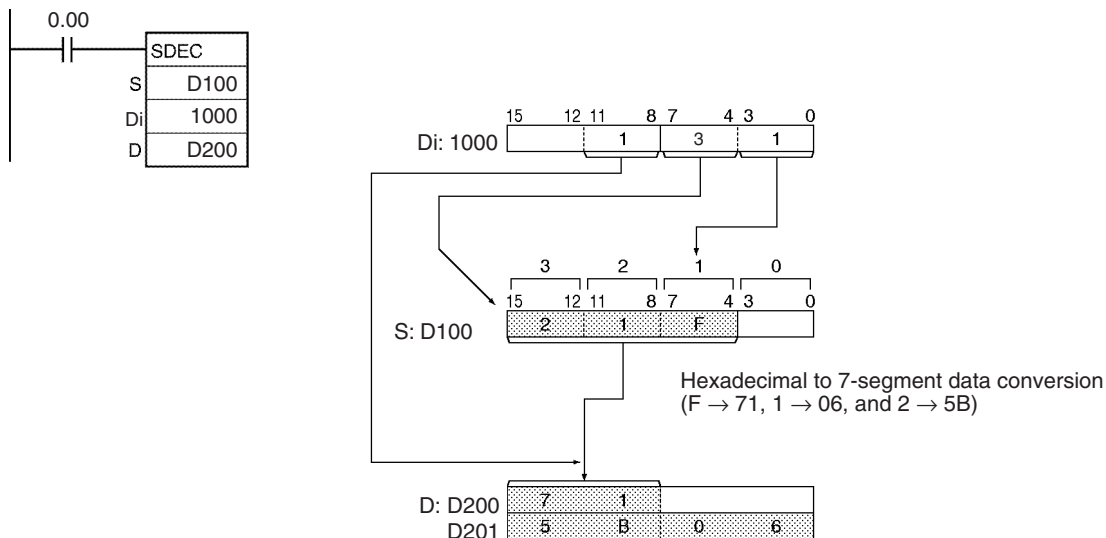 0.00
SDEC
S D100
Di 1000
D D200
15 12 11 8 7 4 3 0
Di: 1000 1 3 1
3 2 1 0
15 12 11 8 7 4 3 0
S: D100 2 1 F
Hexadecimal to 7-segment data conversion
(F → 71, 1 → 06, and 2 → 5B)
D: D200 7 1
D201 5 B 0 6